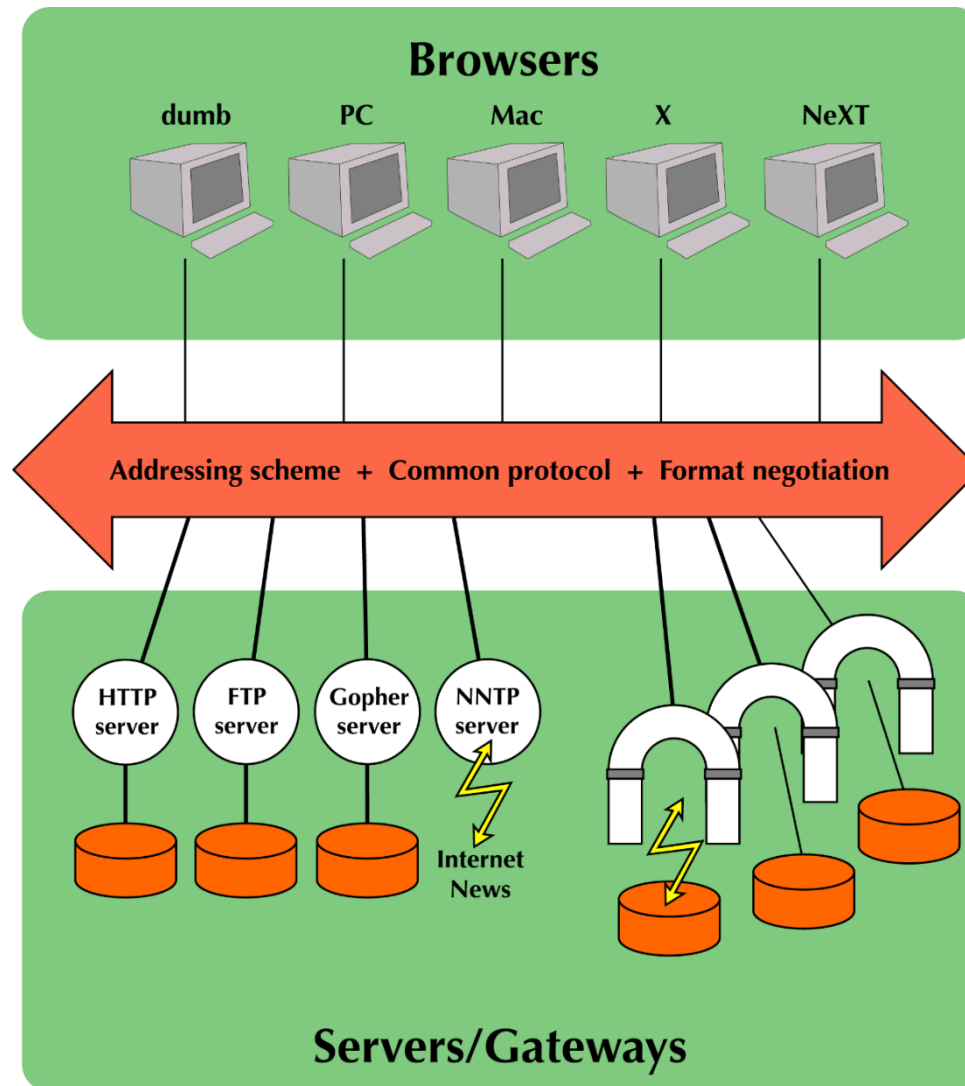 Browsers
dumb
PC
Mac
X
NeXT
Addressing scheme + Common protocol + Format negotiation
HTTP
server
FTP
server
Gopher
server
NNTP
server
Internet
News
Servers/Gateways